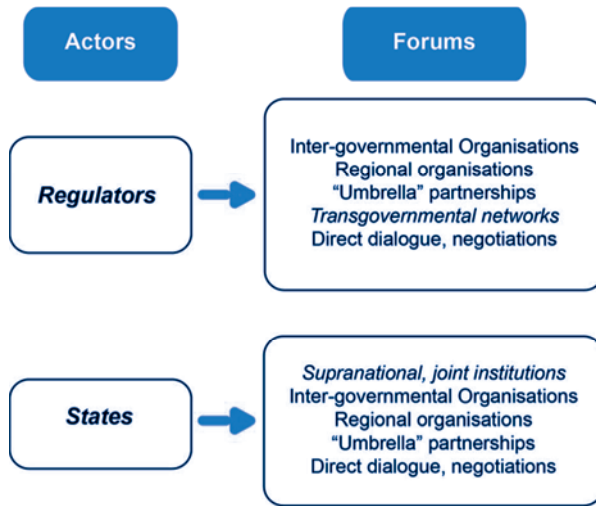 Actors
Forums
Regulators
Inter-governmental Organisations
Regional organisations
“Umbrella” partnerships
Transgovernmental networks
Direct dialogue, negotiations
States
Supranational, joint institutions
Inter-governmental Organisations
Regional organisations
“Umbrella” partnerships
Direct dialogue, negotiations